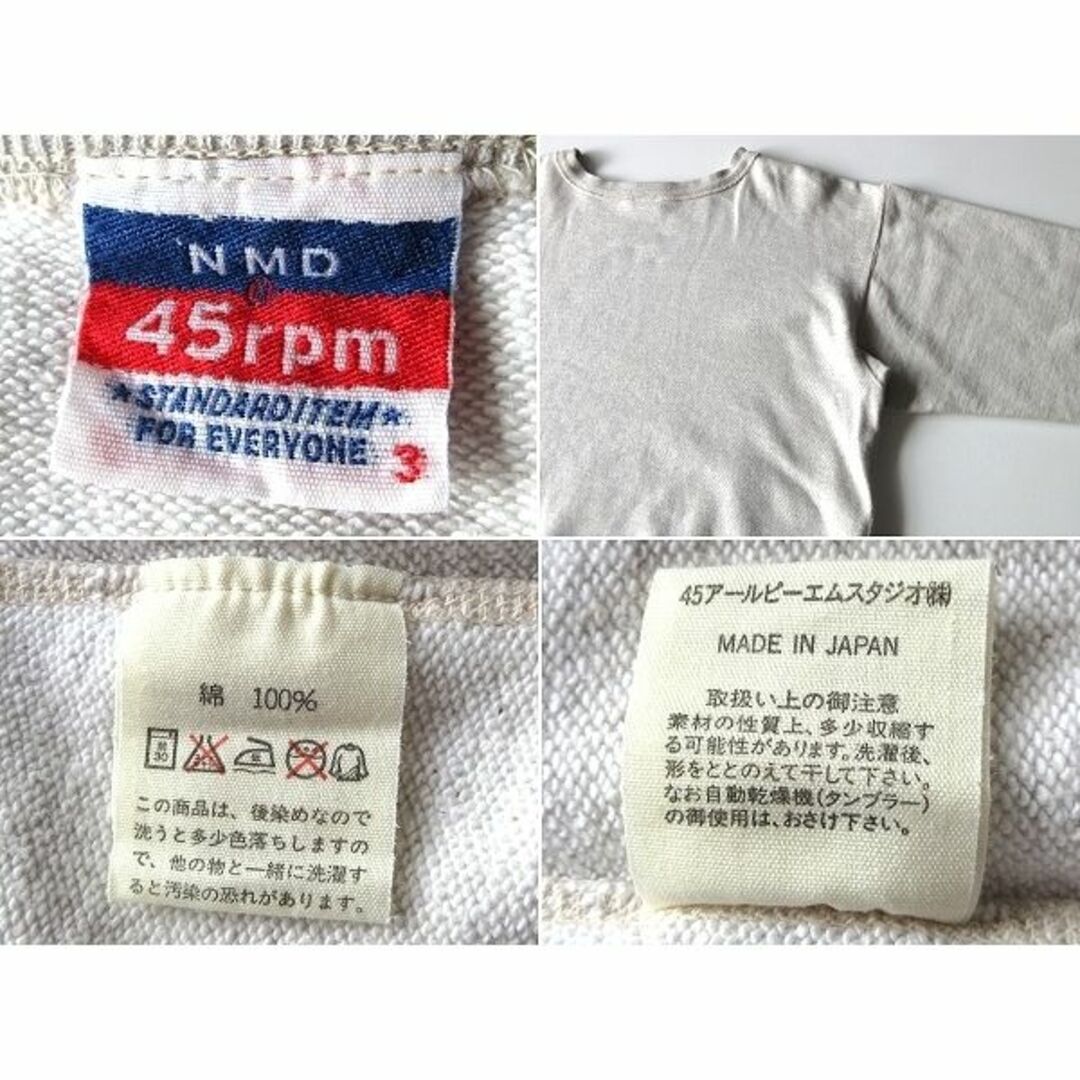 'NMD
45rpm
★STANDARD ITEM★
FOR EVERYONE 3
綿 100%
この商品は、後染めなので
洗うと多少色落ちしますの
で、他の物と一緒に洗濯す
ると汚染の恐れがあります。
45アールピーエムスタジオ㈱
MADE IN JAPAN
取扱い上の御注意
素材の性質上、多少収縮す
る可能性があります。洗濯後、
形をととのえて干して下さい。
なお自動乾燥機(タンブラー)
の御使用は、おさけ下さい。